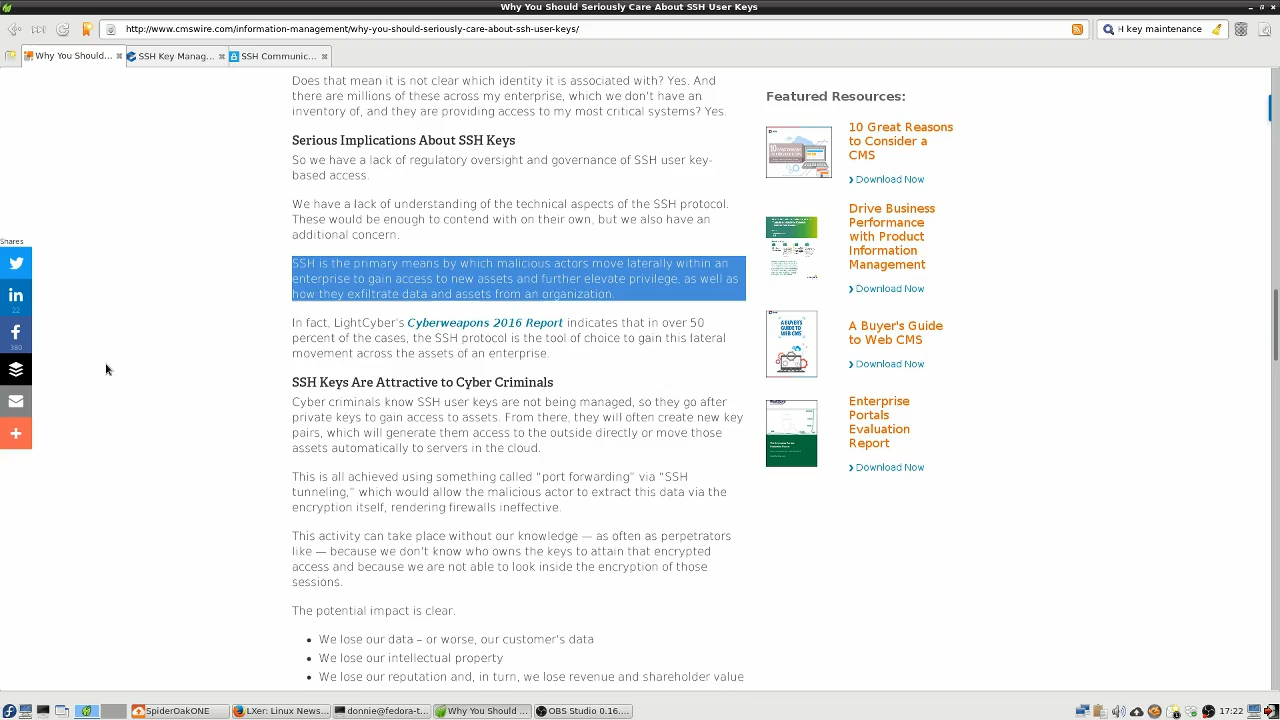 Why You Should Seriously Care About SSH User Keys
http://www.cmswire.com/information-management/why-you-should-seriously-care-about-ssh-user-keys/
H key maintenance
Why You Should...
SSH Key Manag...
SSH Communic...
Does that mean it is not clear which identity it is associated with? Yes. And
there are millions of these across my enterprise, which we don't have an
inventory of, and they are providing access to my most critical systems? Yes.
Serious Implications About SSH Keys
So we have a lack of regulatory oversight and governance of SSH user key-
based access.
We have a lack of understanding of the technical aspects of the SSH protocol.
These would be enough to contend with on their own, but we also have an
additional concern.
SSH is the primary means by which malicious actors move laterally within an
enterprise to gain access to new assets and further elevate privilege, as well as
how they exfiltrate data and assets from an organization.
In fact, LightCyber's Cyberweapons 2016 Report indicates that in over 50
percent of the cases, the SSH protocol is the tool of choice to gain this lateral
movement across the assets of an enterprise.
SSH Keys Are Attractive to Cyber Criminals
Cyber criminals know SSH user keys are not being managed, so they go after
private keys to gain access to assets. From there, they will often create new key
pairs, which will generate them access to the outside directly or move those
assets automatically to servers in the cloud.
This is all achieved using something called "port forwarding" via "SSH
tunneling," which would allow the malicious actor to extract this data via the
encryption itself, rendering firewalls ineffective.
This activity can take place without our knowledge — as often as perpetrators
like — because we don't know who owns the keys to attain that encrypted
access and because we are not able to look inside the encryption of those
sessions.
The potential impact is clear.
• We lose our data – or worse, our customer's data
• We lose our intellectual property
• We lose our reputation and, in turn, we lose revenue and shareholder value
Shares
22
Featured Resources:
10 Great Reasons
to Consider a
CMS
Download Now
Drive Business
Performance
with Product
Information
Management
Download Now
A Buyer's Guide
to Web CMS
Download Now
Enterprise
Portals
Evaluation
Report
Download Now
SpiderOakONE
LXer: Linux News...
donnie@fedora-t...
Why You Should ...
OBS Studio 0.16....
17:22